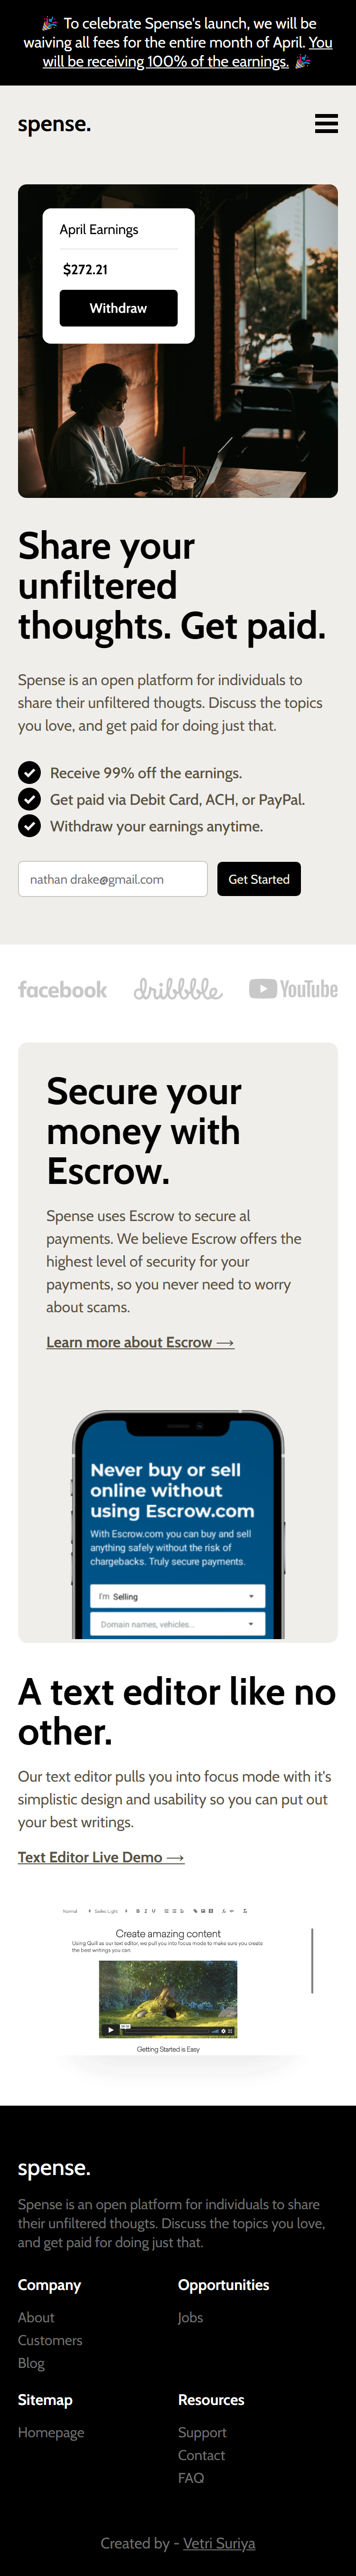 🎉 To celebrate Spense's launch, we will be
waiving all fees for the entire month of April. You
will be receiving 100% of the earnings. 🎉
spense.
April Earnings
$272.21
Withdraw
Share your
unfiltered
thoughts. Get paid.
Spense is an open platform for individuals to
share their unfiltered thougts. Discuss the topics
you love, and get paid for doing just that.
Receive 99% off the earnings.
Get paid via Debit Card, ACH, or PayPal.
Withdraw your earnings anytime.
nathan drake@gmail.com
Get Started
facebook
dribbble
YouTube
Secure your
money with
Escrow.
Spense uses Escrow to secure al
payments. We believe Escrow offers the
highest level of security for your
payments, so you never need to worry
about scams.
Learn more about Escrow ⟶
Never buy or sell
online without
using Escrow.com
With Escrow.com you can buy and sell
anything safely without the risk of
chargebacks. Truly secure payments.
I'm Selling
Domain names, vehicles...
A text editor like no
other.
Our text editor pulls you into focus mode with it's
simplistic design and usability so you can put out
your best writings.
Text Editor Live Demo ⟶
Normal Sailec Light B I U
Create amazing content
Using Quill as our text editor, we pull you into focus mode to make sure you create
the best writings you can.
Getting Started is Easy
spense.
Spense is an open platform for individuals to share
their unfiltered thougts. Discuss the topics you love,
and get paid for doing just that.
Company
About
Customers
Blog
Opportunities
Jobs
Sitemap
Homepage
Resources
Support
Contact
FAQ
Created by - Vetri Suriya